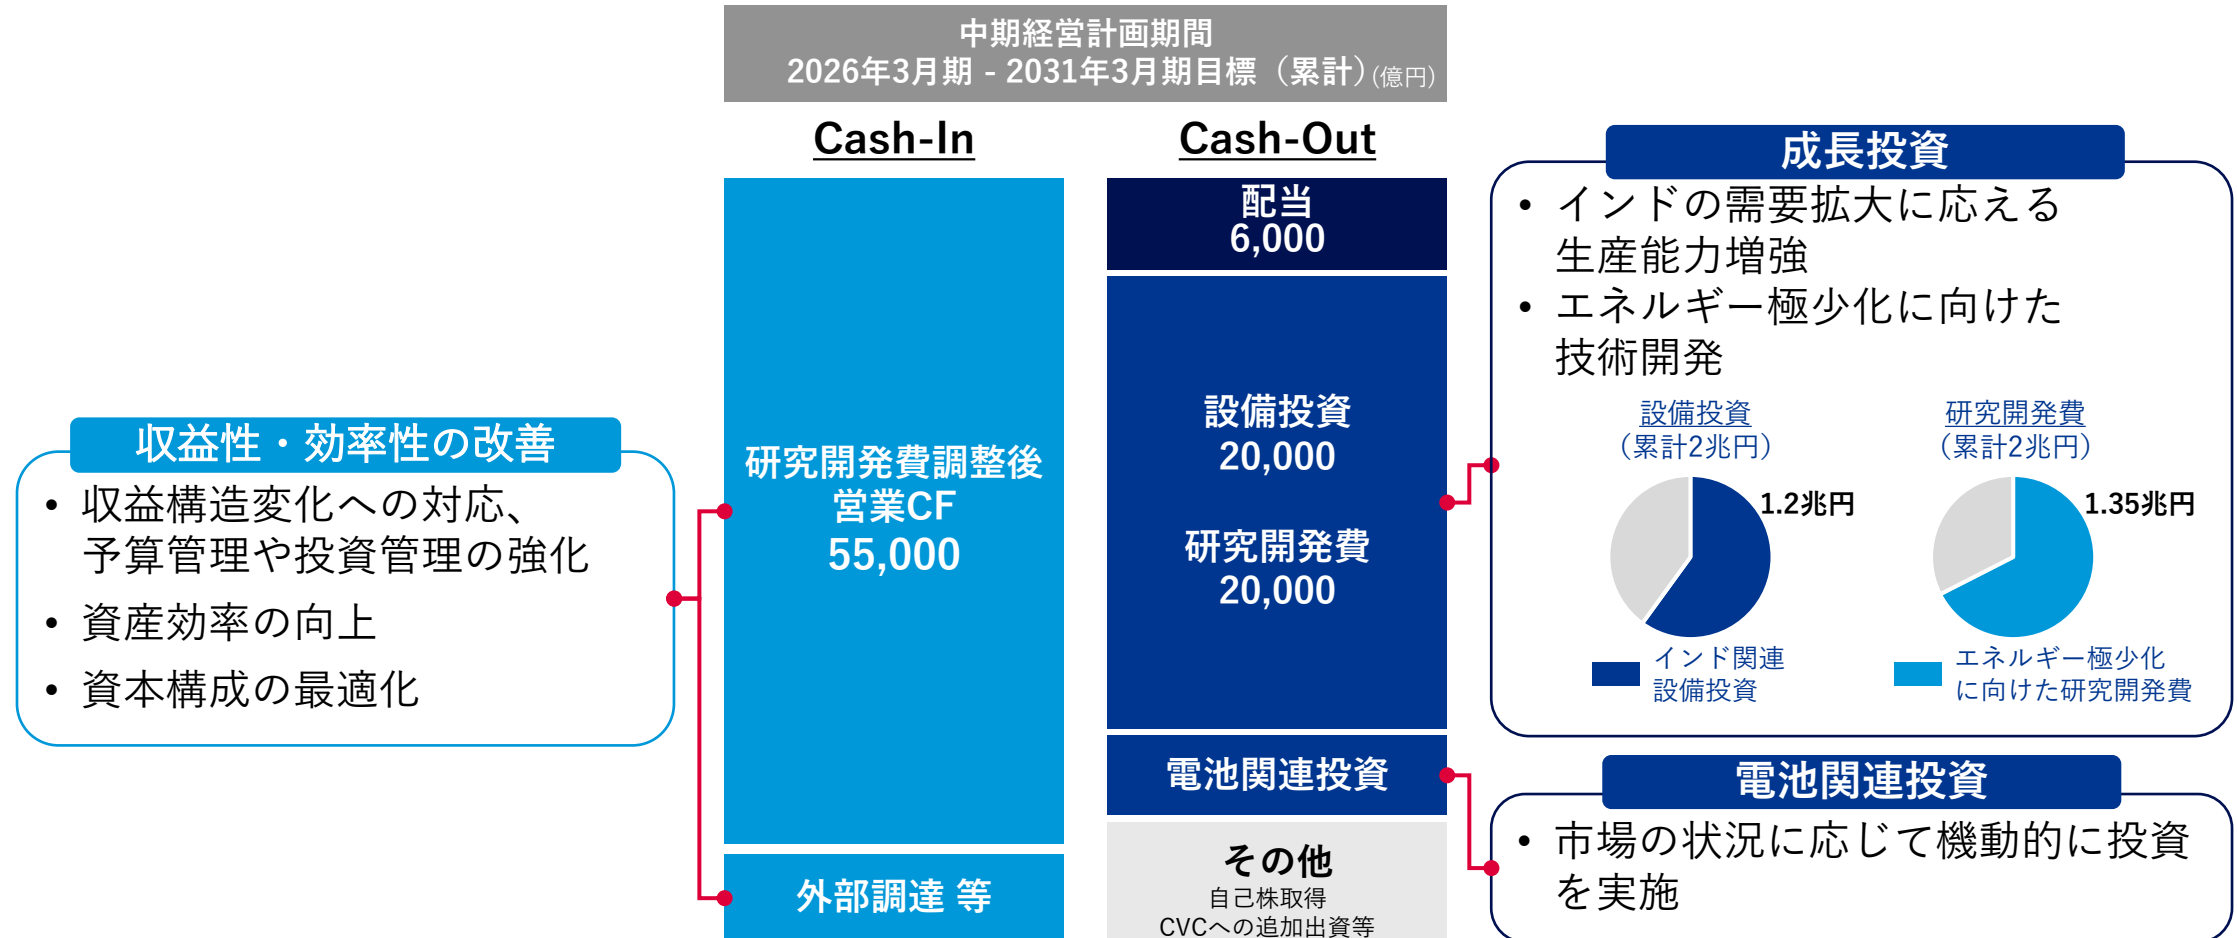 中期経営計画期間
2026年3月期 - 2031年3月期目標（累計）(億円)
Cash-In
Cash-Out
収益性・効率性の改善
• 収益構造変化への対応、
予算管理や投資管理の強化
• 資産効率の向上
• 資本構成の最適化
研究開発費調整後
営業CF
55,000
外部調達 等
配当
6,000
設備投資
20,000
研究開発費
20,000
電池関連投資
その他
自己株取得
CVCへの追加出資等
成長投資
• インドの需要拡大に応える
生産能力増強
• エネルギー極少化に向けた
技術開発
設備投資
（累計2兆円）
1.2兆円
インド関連
設備投資
研究開発費
（累計2兆円）
1.35兆円
エネルギー極少化
に向けた研究開発費
電池関連投資
• 市場の状況に応じて機動的に投資
を実施